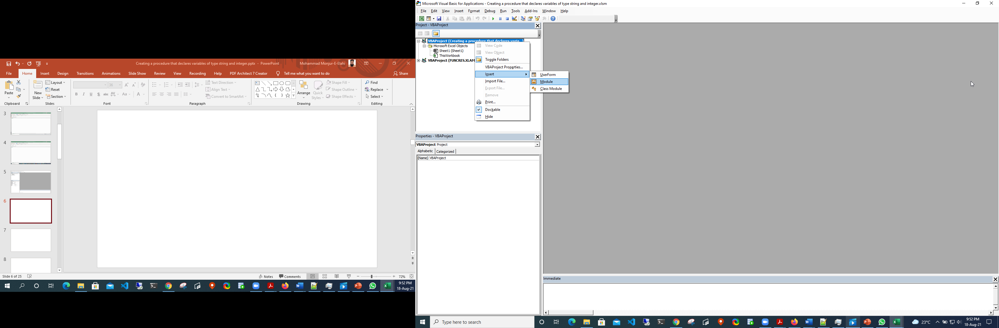 Creating a procedure that declares variables of type string and integer.pptx - PowerPoint
Mohammad Monjur-E-Elahi
File Home Insert Design Transitions Animations Slide Show Review View Recording Help PDF Architect 7 Creator Tell me what you want to do Share
Paste
New
Slide
Layout
Reset
Section
36
B I U S abc AV Aa A
Text Direction
Align Text
Convert to SmartArt
Arrange
Quick
Styles
Shape Fill
Shape Outline
Shape Effects
Find
Replace
Select
Clipboard Slides Font Paragraph Drawing Editing
3
4
5
6
7
8
Slide 6 of 25
Notes Comments 72%
9:52 PM
18-Aug-21
Microsoft Visual Basic for Applications - Creating a procedure that declares variables of type string and integer.xlsm
File Edit View Insert Format Debug Run Tools Add-Ins Window Help
Project - VBAProject
VBAProject (Creating a procedure that declares varia...)
Microsoft Excel Objects
Sheet1 (Sheet1)
ThisWorkbook
VBAProject (FUNCRES.XLAM
View Code
View Object
Toggle Folders
VBAProject Properties...
Insert
Import File...
Export File...
Remove
Print...
Dockable
Hide
UserForm
Module
Class Module
Properties - VBAProject
VBAProject Project
Alphabetic Categorized
(Name) VBAProject
Immediate
Type here to search
23°C
9:52 PM
18-Aug-21